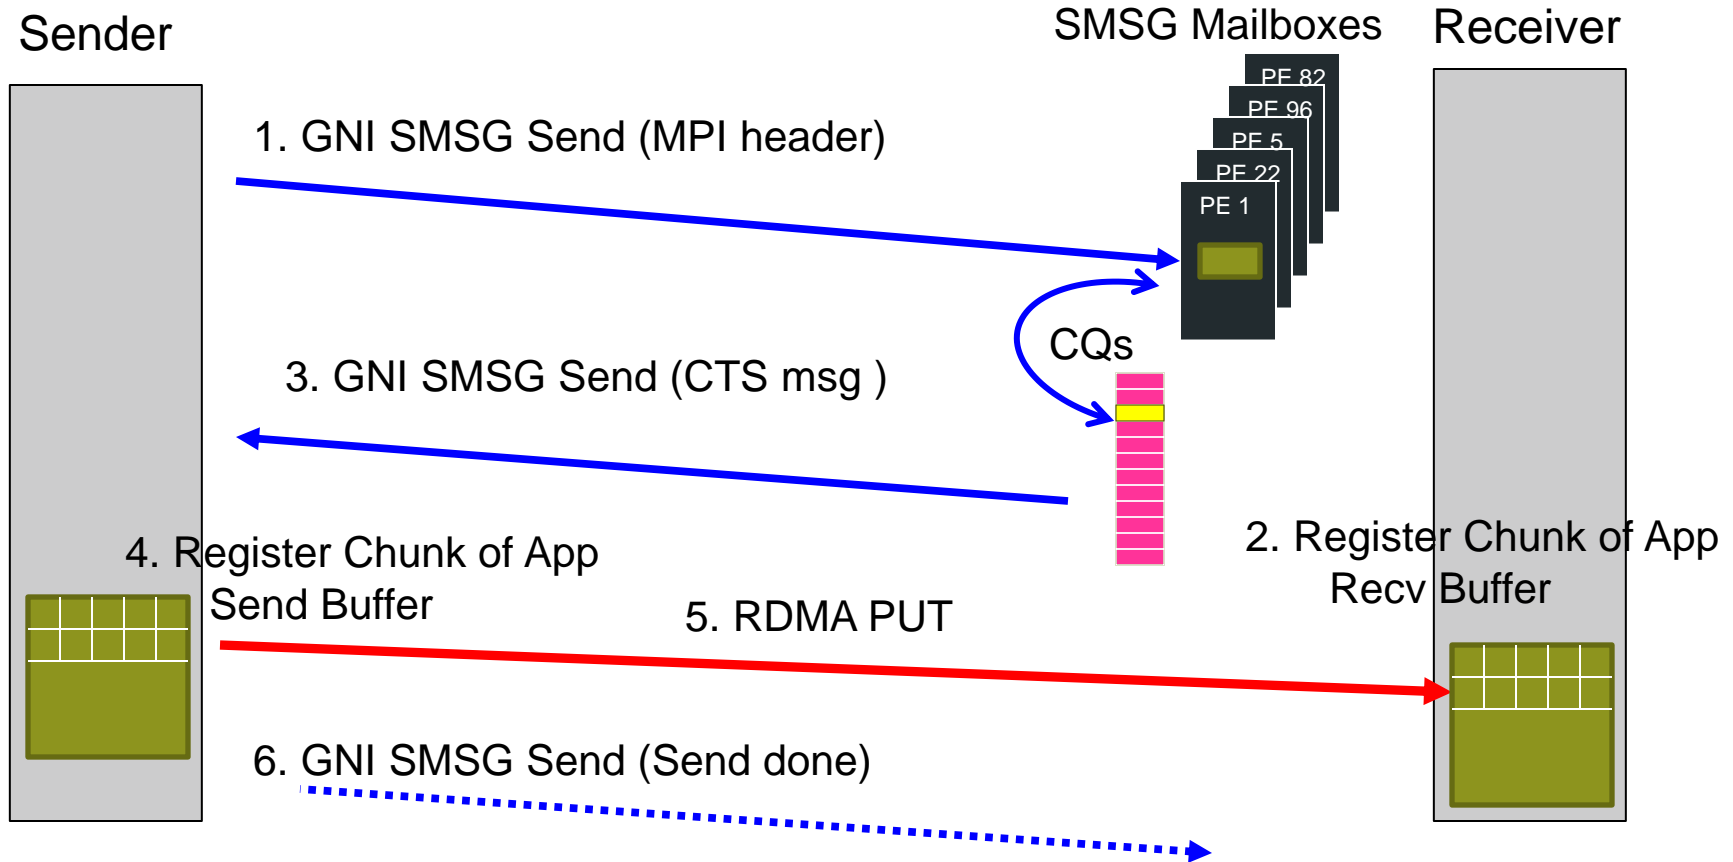 Sender
SMSG Mailboxes
Receiver
PE 82
PE 96
PE 5
PE 22
PE 1
1. GNI SMSG Send (MPI header)
CQs
3. GNI SMSG Send (CTS msg )
2. Register Chunk of App
Recv Buffer
4. Register Chunk of App
Send Buffer
5. RDMA PUT
6. GNI SMSG Send (Send done)